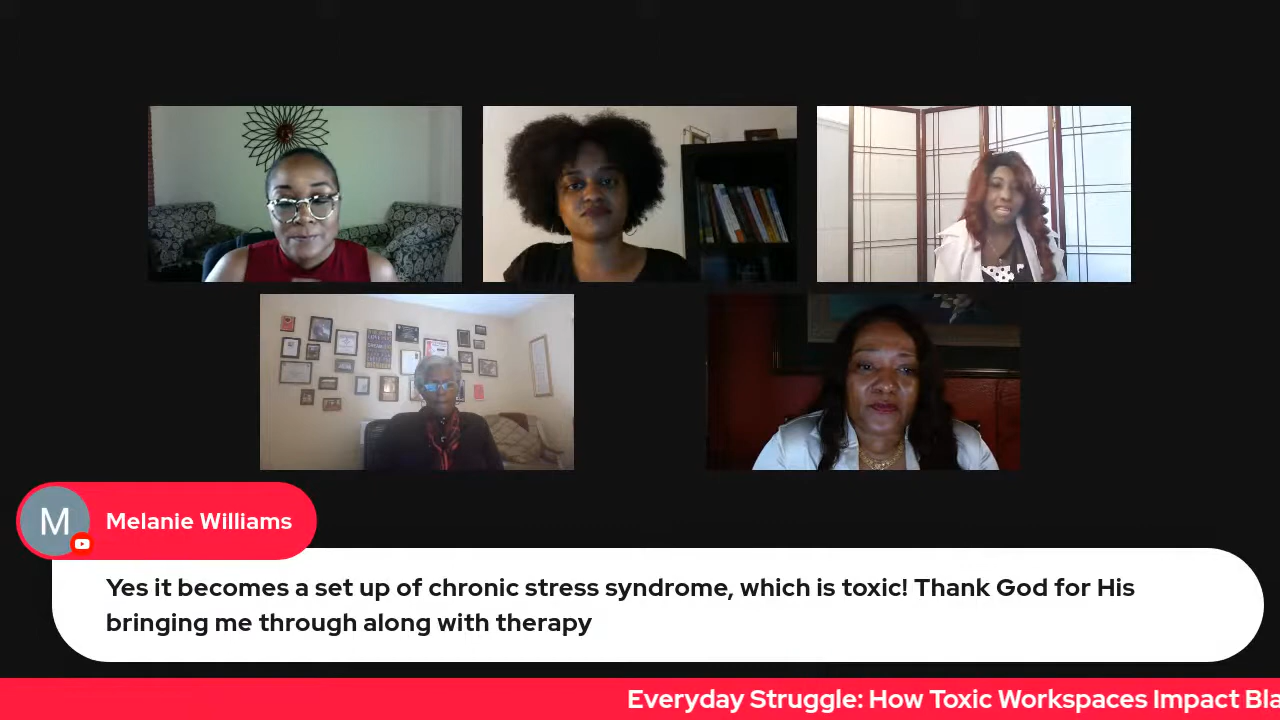 M
Melanie Williams
Yes it becomes a set up of chronic stress syndrome, which is toxic! Thank God for His
bringing me through along with therapy
Everyday Struggle: How Toxic Workspaces Impact Bla